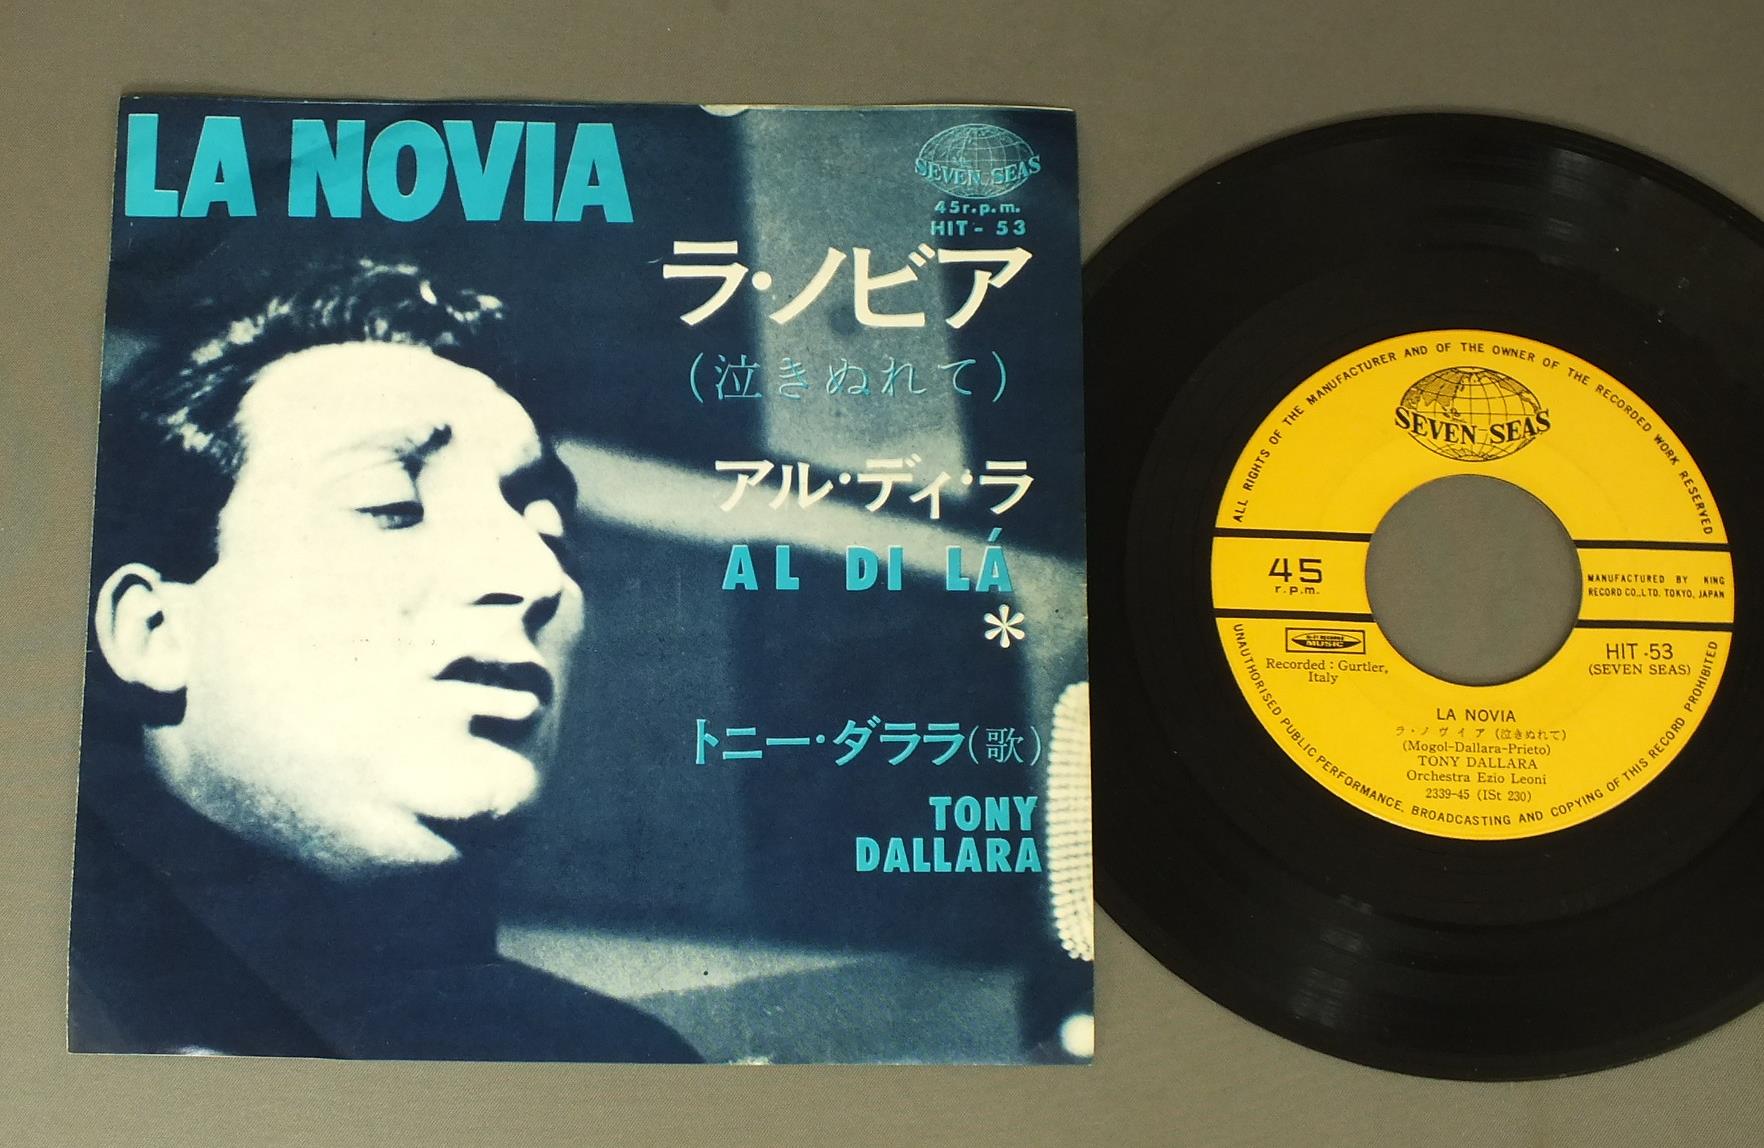 LA NOVIA
SEVEN SEAS
45r.p.m.
HIT - 53
ラ・ノビア
(泣きぬれて)
アル・ディ・ラ
AL DI LÁ
*
トニー・ダララ(歌)
TONY
DALLARA
ALL RIGHTS OF THE MANUFACTURER AND OF THE OWNER OF THE RECORDED WORK RESERVED
SEVEN SEAS
45
r.p.m.
MANUFACTURED BY KING
RECORD CO.,LTD. TOKYO, JAPAN
HI-FI RECORDS
MUSIC
Recorded : Gurtler,
Italy
HIT -53
(SEVEN SEAS)
LA NOVIA
ラ・ノヴィア(泣きぬれて)
(Mogol-Dallara-Prieto)
TONY DALLARA
Orchestra Ezio Leoni
2339-45 (ISt 230)
UNAUTHORISED PUBLIC PERFORMANCE, BROADCASTING AND COPYING OF THIS RECORD PROHIBITED